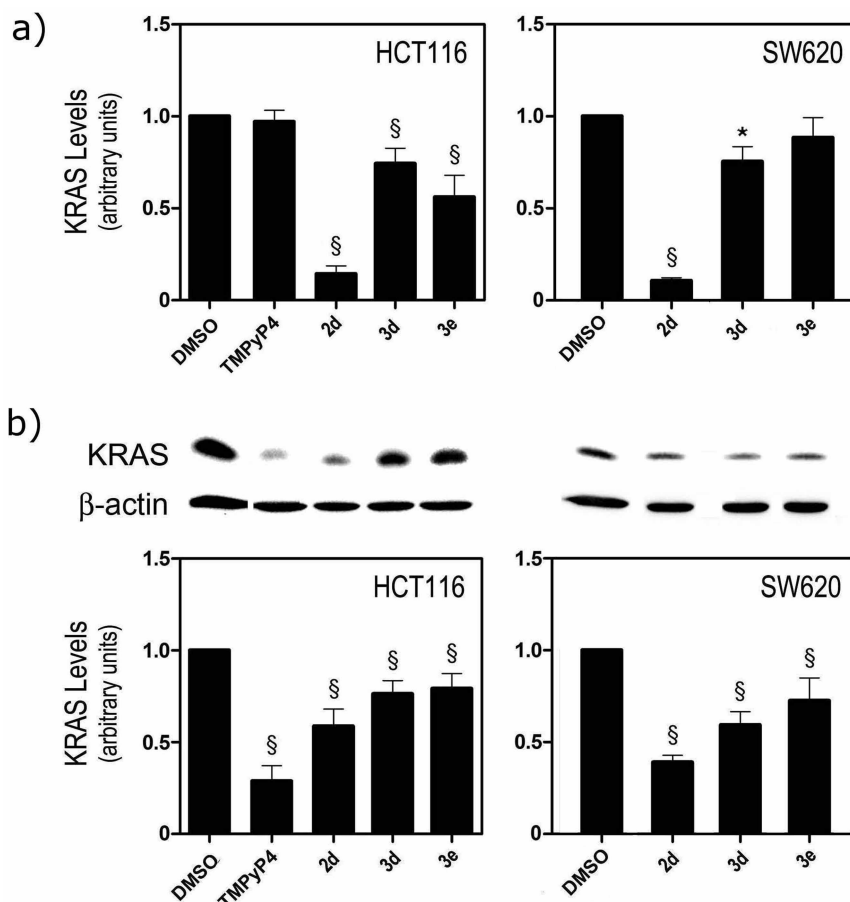 a)
HCT116
KRAS Levels
(arbitrary units)
1.5
1.0
0.5
0
§
§
§
DMSO
TMPyP4
2d
3d
3e
SW620
1.5
1.0
0.5
0
§
*
DMSO
2d
3d
3e
b)
KRAS
β-actin
HCT116
KRAS Levels
(arbitrary units)
1.5
1.0
0.5
0
§
§
§
§
DMSO
TMPyP4
2d
3d
3e
SW620
1.5
1.0
0.5
0
§
§
§
DMSO
2d
3d
3e